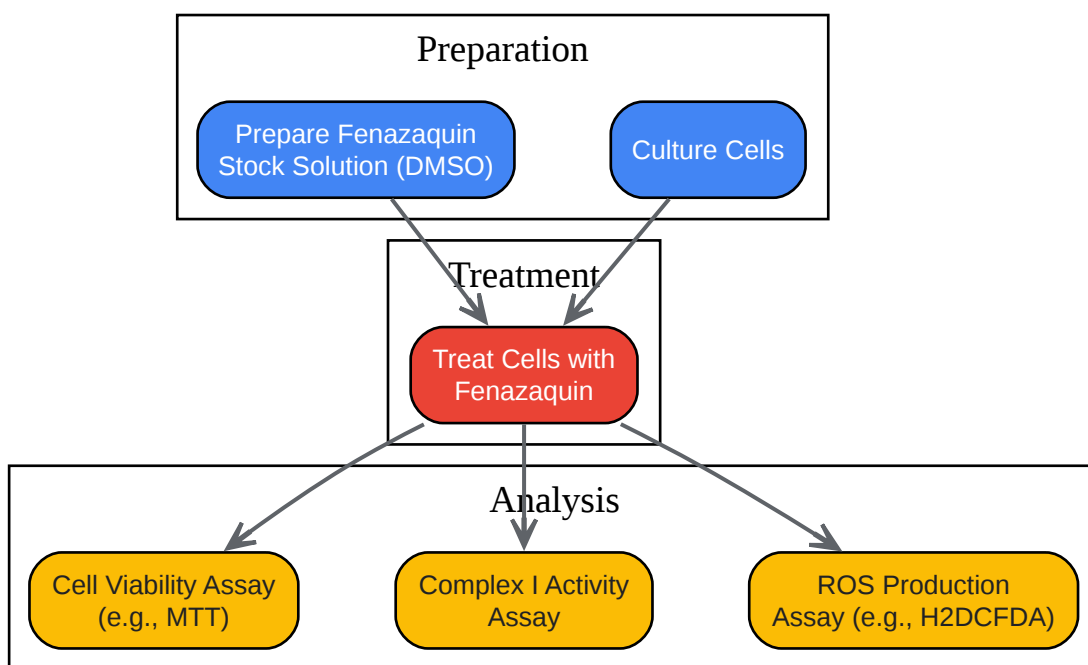 Preparation
Prepare Fenazaquin
Stock Solution (DMSO)
Culture Cells
Treatment
Treat Cells with
Fenazaquin
Analysis
Cell Viability Assay
(e.g., MTT)
Complex I Activity
Assay
ROS Production
Assay (e.g., H2DCFDA)